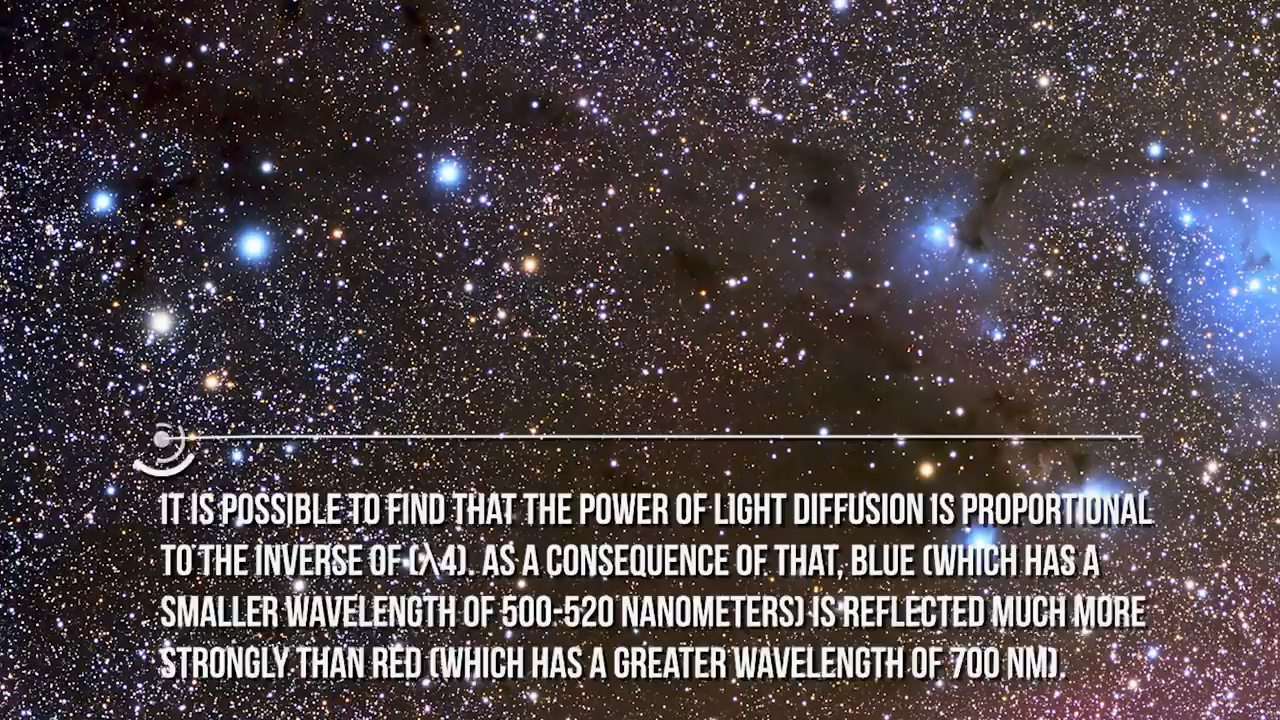 IT IS POSSIBLE TO FIND THAT THE POWER OF LIGHT DIFFUSION IS PROPORTIONAL
TO THE INVERSE OF (λ4). AS A CONSEQUENCE OF THAT, BLUE (WHICH HAS A
SMALLER WAVELENGTH OF 500-520 NANOMETERS) IS REFLECTED MUCH MORE
STRONGLY THAN RED (WHICH HAS A GREATER WAVELENGTH OF 700 NM).